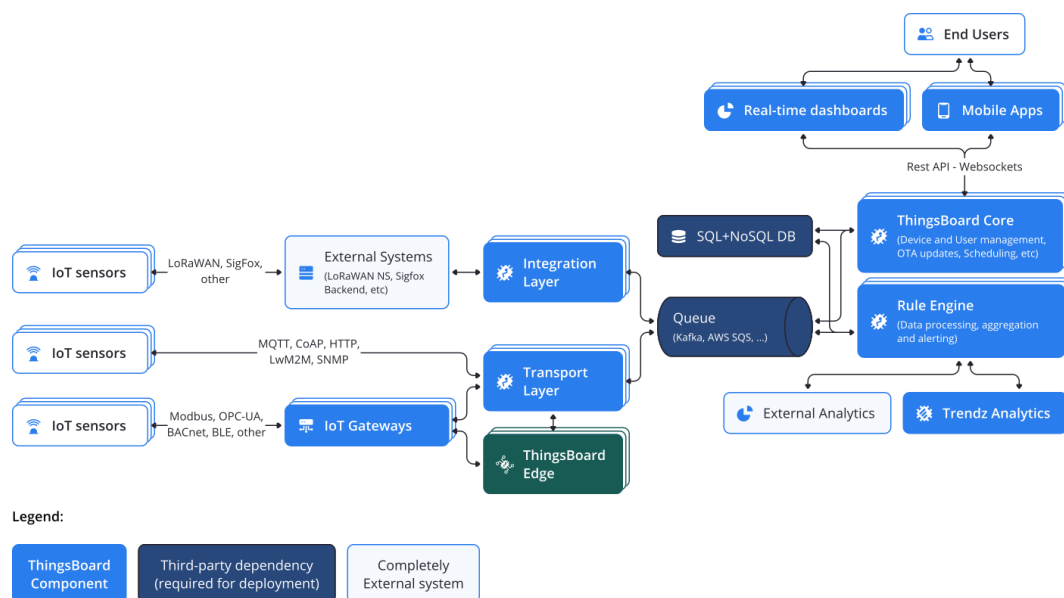 End Users
Real-time dashboards
Mobile Apps
Rest API - Websockets
SQL+NoSQL DB
ThingsBoard Core
(Device and User management,
OTA updates, Scheduling, etc)
IoT sensors
LoRaWAN, SigFox,
other
External Systems
(LoRaWAN NS, Sigfox
Backend, etc)
Integration
Layer
Queue
(Kafka, AWS SQS, ...)
Rule Engine
(Data processing, aggregation
and alerting)
IoT sensors
MQTT, CoAP, HTTP,
LwM2M, SNMP
Transport
Layer
IoT sensors
Modbus, OPC-UA,
BACnet, BLE, other
IoT Gateways
External Analytics
Trendz Analytics
ThingsBoard
Edge
Legend:
ThingsBoard
Component
Third-party dependency
(required for deployment)
Completely
External system